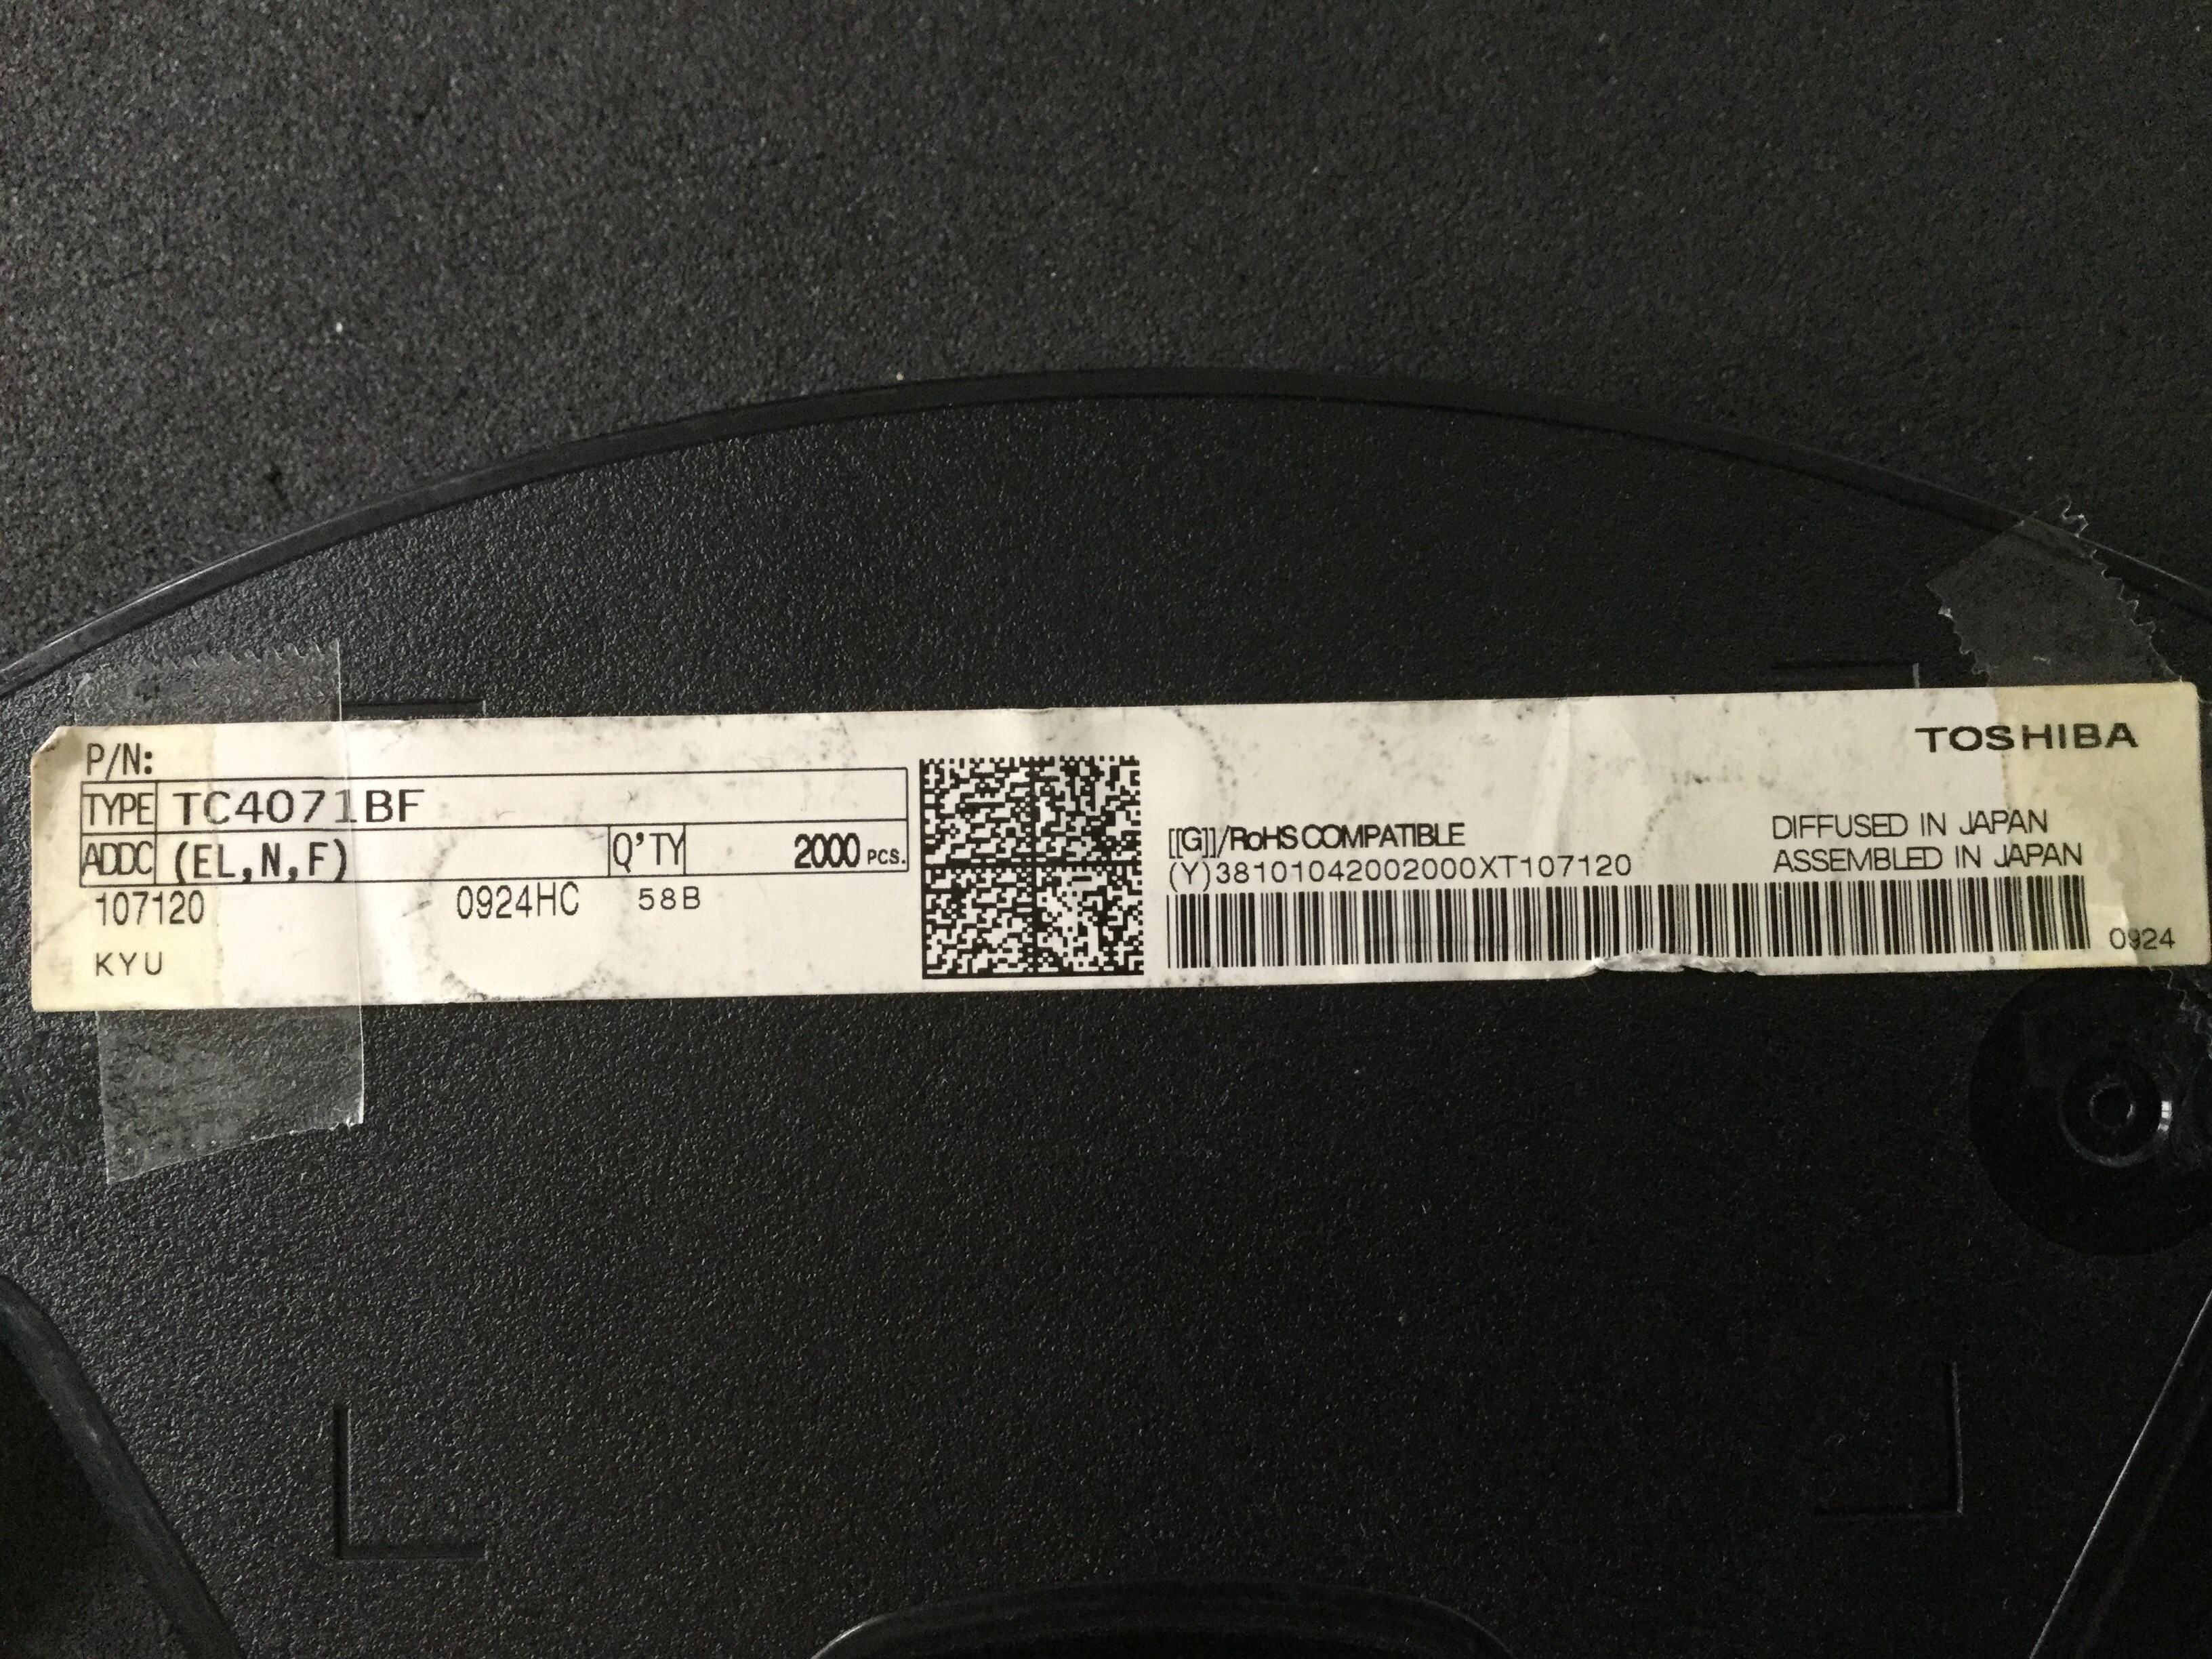 P/N:
TYPE TC4071BF
ADDC (EL,N,F) Q'TY 2000 PCS.
107120 0924HC 58B
KYU
TOSHIBA
[[G]]/RoHS COMPATIBLE
(Y)38101042002000XT107120
DIFFUSED IN JAPAN
ASSEMBLED IN JAPAN
0924